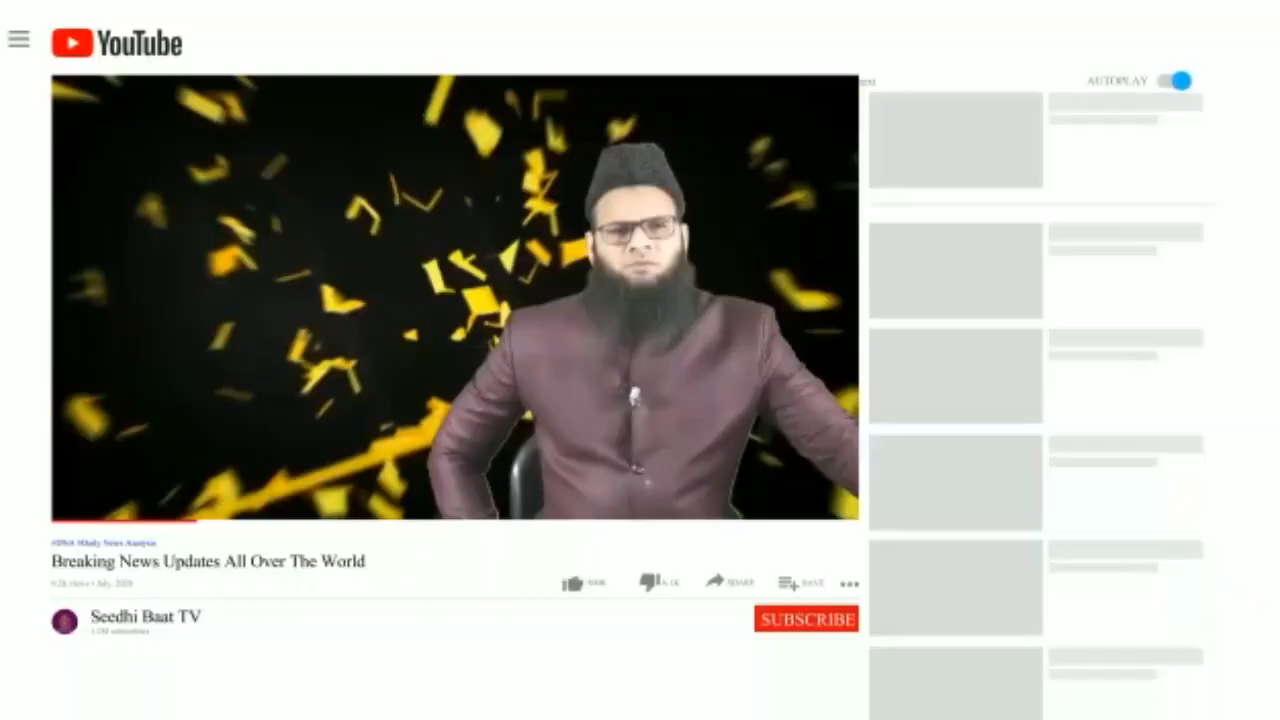 YouTube
AUTOPLAY
#DNA #Daily News Analysis
Breaking News Updates All Over The World
SHARE
SAVE
Seedhi Baat TV
SUBSCRIBE